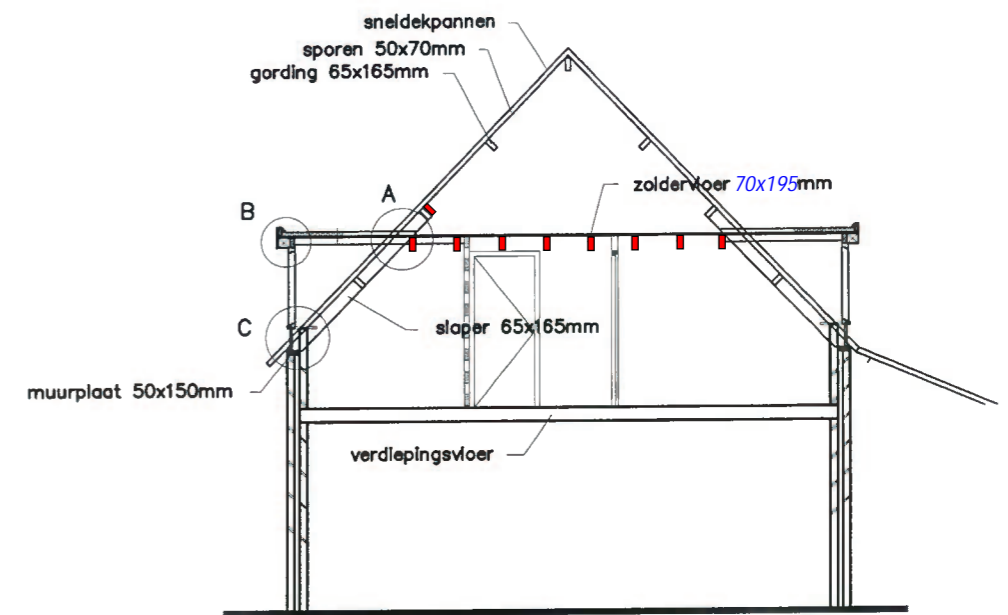 sneldekpannen
sporen 50x70mm
gording 65x165mm
zoldervloer 70x195mm
A
B
C
slaper 65x165mm
muurplaat 50x150mm
verdiepingsvloer